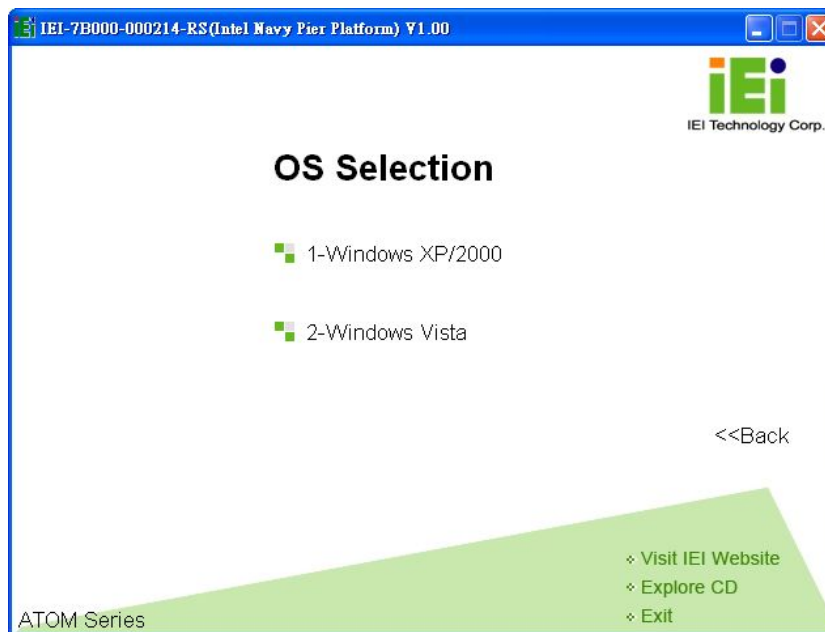 IEI-7B000-000214-RS(Intel Navy Pier Platform) V1.00
iEi
IEI Technology Corp.
OS Selection
1-Windows XP/2000
2-Windows Vista
<<Back
Visit IEI Website
Explore CD
Exit
ATOM Series